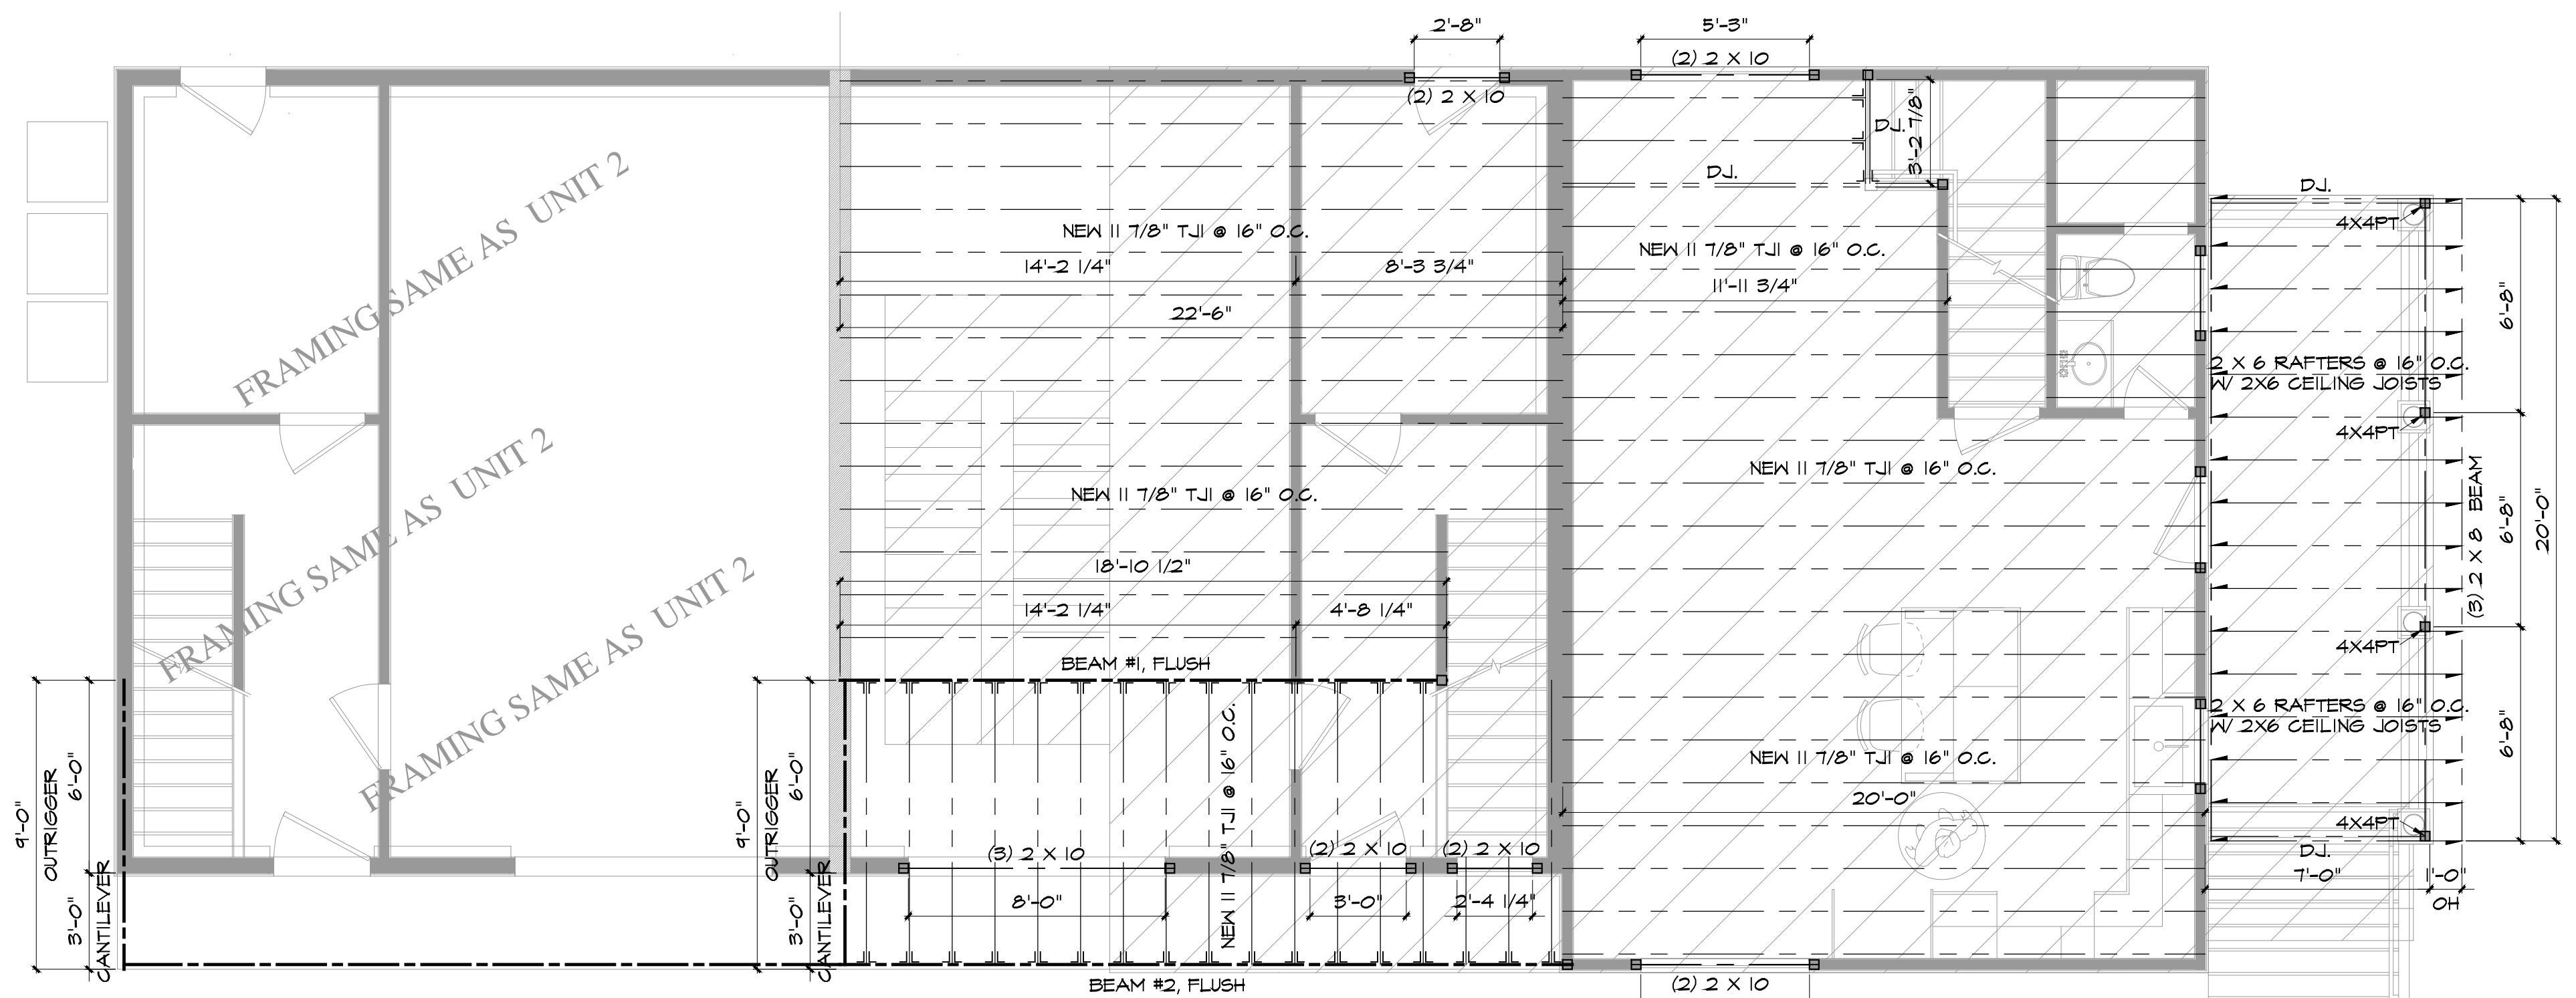 2'-8"
5'-3"
(2) 2 X 10
(2) 2 X 10
3'-2 7/8"
D.J.
D.J.
D.J.
4X4PT
FRAMING SAME AS UNIT 2
NEW 11 7/8" TJI @ 16" O.C.
NEW 11 7/8" TJI @ 16" O.C.
14'-2 1/4"
8'-3 3/4"
11'-11 3/4"
22'-6"
6'-8"
2 X 6 RAFTERS @ 16" O.C.
W/ 2X6 CEILING JOISTS
4X4PT
FRAMING SAME AS UNIT 2
NEW 11 7/8" TJI @ 16" O.C.
NEW 11 7/8" TJI @ 16" O.C.
(3) 2 X 8 BEAM
6'-8"
20'-0"
18'-10 1/2"
14'-2 1/4"
4'-8 1/4"
4X4PT
FRAMING SAME AS UNIT 2
BEAM #1, FLUSH
2 X 6 RAFTERS @ 16" O.C.
W/ 2X6 CEILING JOISTS
6'-8"
NEW 11 7/8" TJI @ 16" O.C.
NEW 11 7/8" TJI @ 16" O.C.
20'-0"
9'-0"
OUTRIGGER
6'-0"
9'-0"
OUTRIGGER
6'-0"
4X4PT
D.J.
(3) 2 X 10
(2) 2 X 10
(2) 2 X 10
7'-0"
1'-0"
OH
8'-0"
3'-0"
2'-4 1/4"
3'-0"
CANTILEVER
3'-0"
CANTILEVER
BEAM #2, FLUSH
(2) 2 X 10